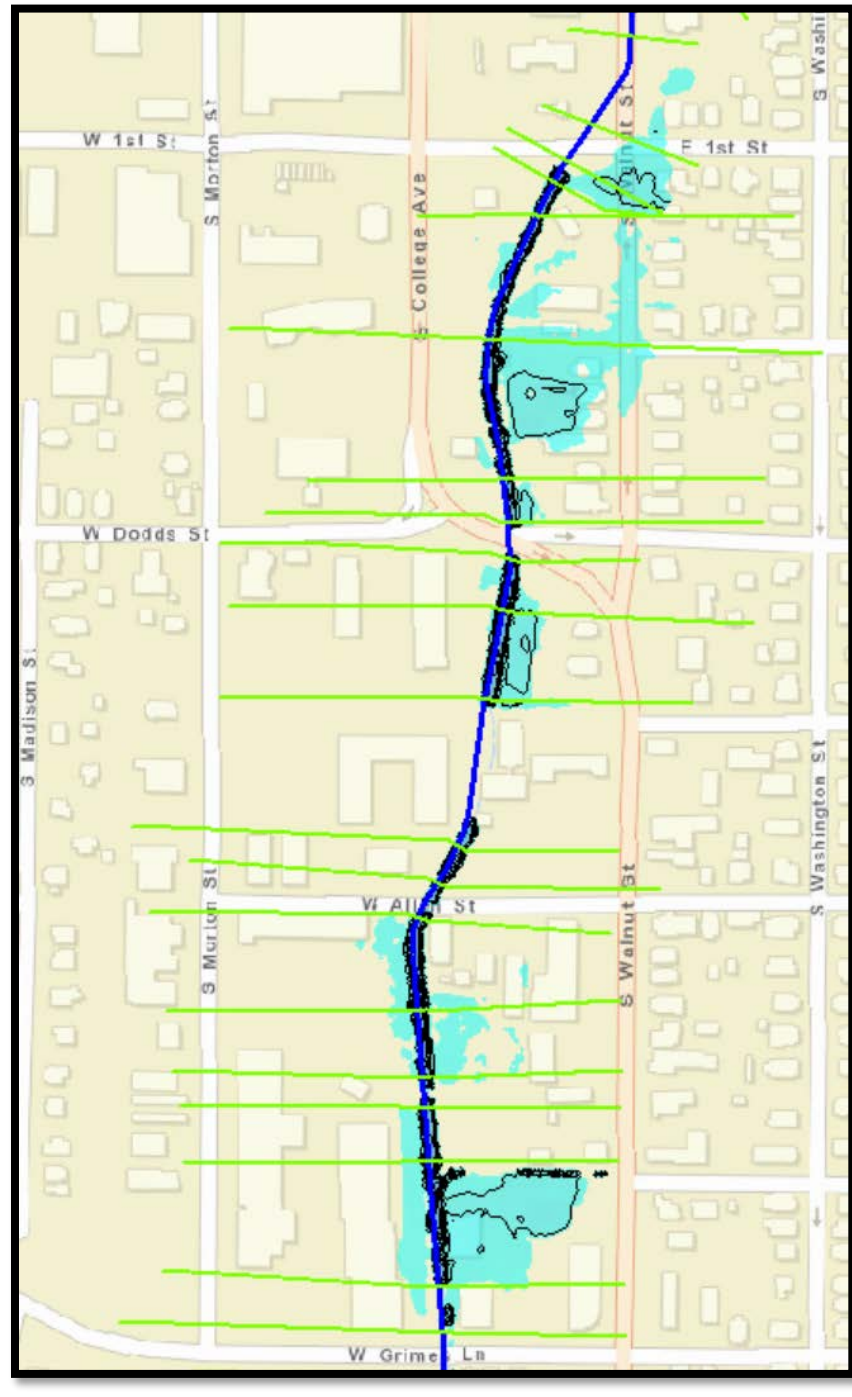 S Washi
W 1st St
E 1st St
S Morton St
S Walnut St
S College Ave
W Dodds St
S Madison St
S Washington St
S Morton St
W Allen St
S Walnut St
W Grimes Ln